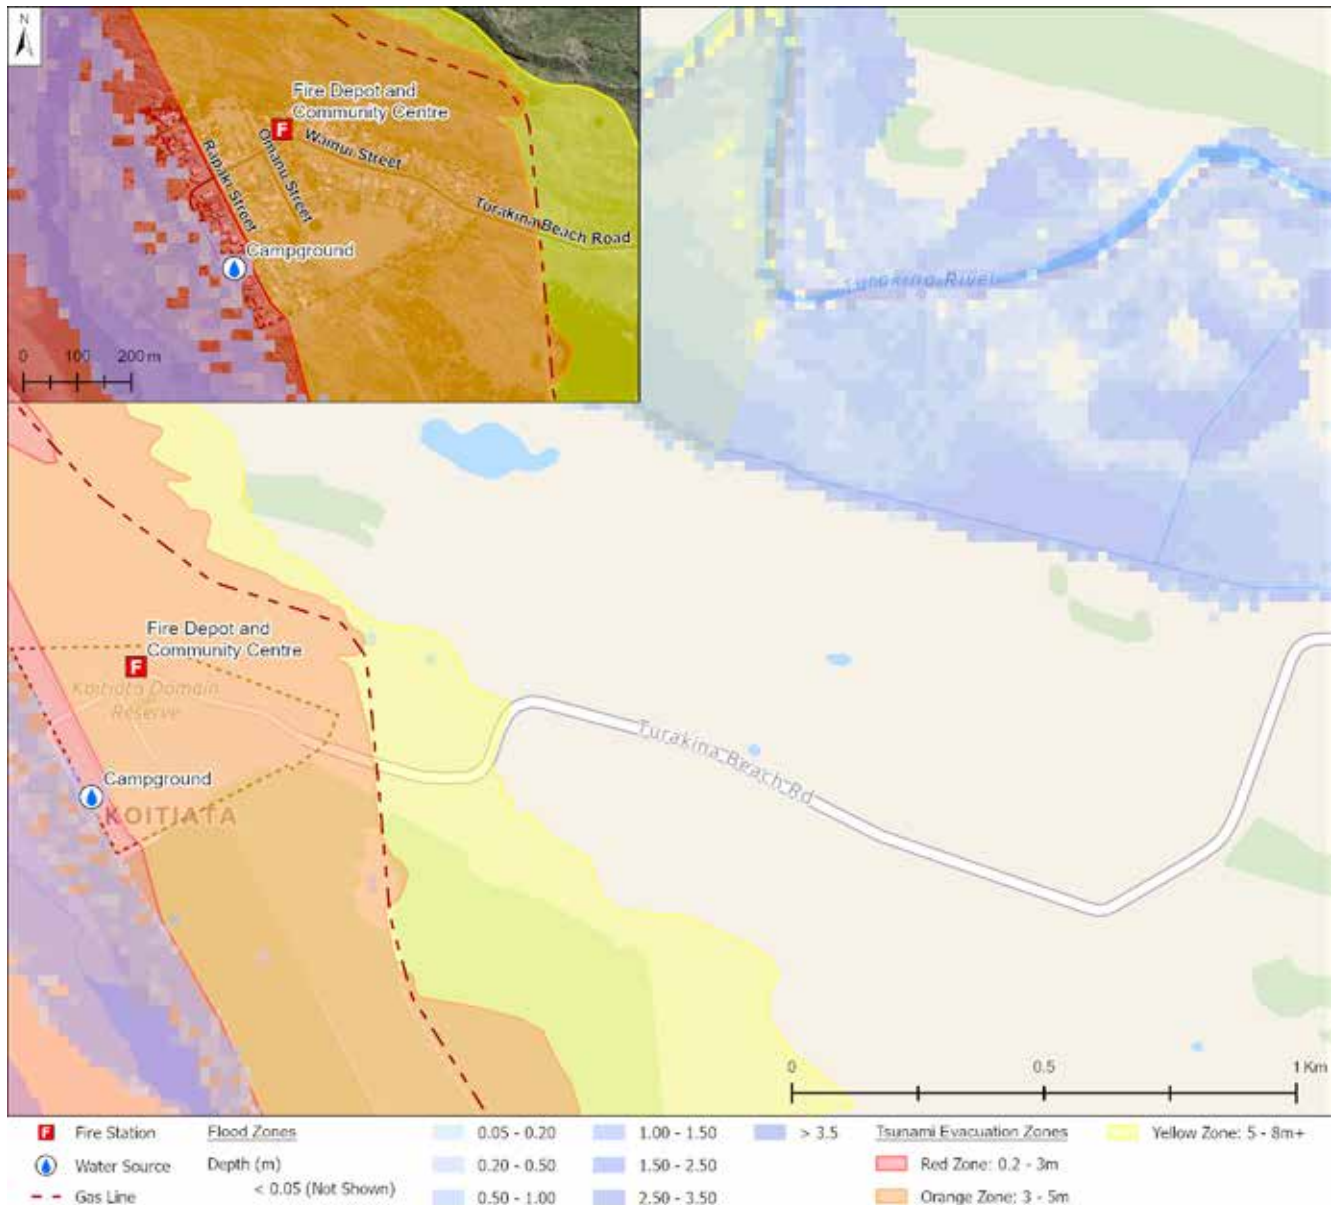 N
Fire Depot and
Community Centre
Rapaki Street
Omanu Street
Wainui Street
Turakina Beach Road
Campground
0 100 200 m
Turakina River
Fire Depot and
Community Centre
Koitiata Domain
Reserve
Campground
KOITIATA
Turakina Beach Rd
0 0.5 1 Km
F Fire Station Flood Zones 0.05 - 0.20 1.00 - 1.50 > 3.5 Tsunami Evacuation Zones Yellow Zone: 5 - 8m+
Water Source Depth (m) 0.20 - 0.50 1.50 - 2.50 Red Zone: 0.2 - 3m
Gas Line < 0.05 (Not Shown) 0.50 - 1.00 2.50 - 3.50 Orange Zone: 3 - 5m